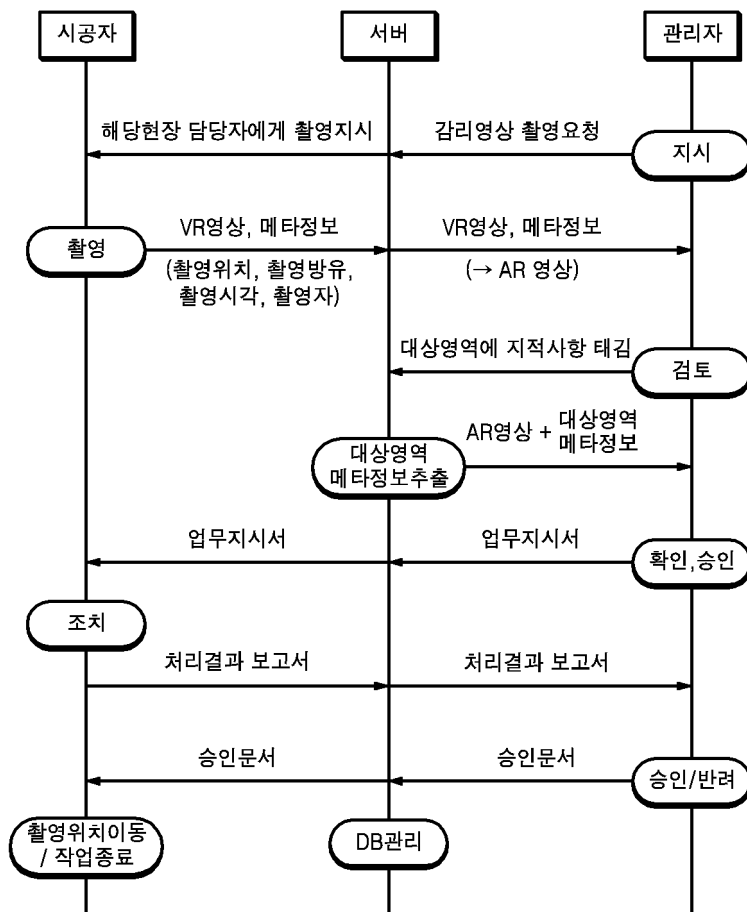 시공자
서버
관리자
해당현장 담당자에게 촬영지시
감리영상 촬영요청
지시
촬영
VR영상, 메타정보
(촬영위치, 촬영방유,
촬영시각, 촬영자)
VR영상, 메타정보
(→ AR 영상)
대상영역에 지적사항 태깅
검토
대상영역
메타정보추출
AR영상 + 대상영역
메타정보
업무지시서
업무지시서
확인,승인
조치
처리결과 보고서
처리결과 보고서
승인문서
승인문서
승인/반려
촬영위치이동
/ 작업종료
DB관리